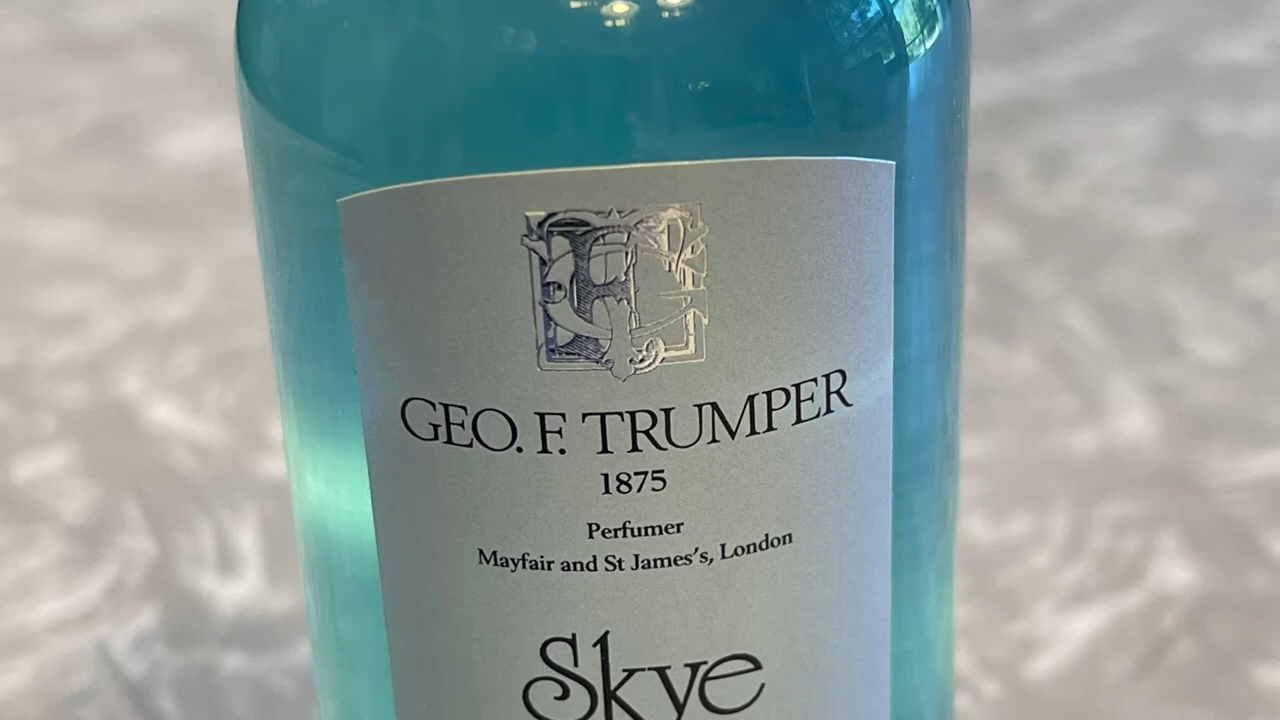 GEO. F. TRUMPER
1875
Perfumer
Mayfair and St James's, London
Skye